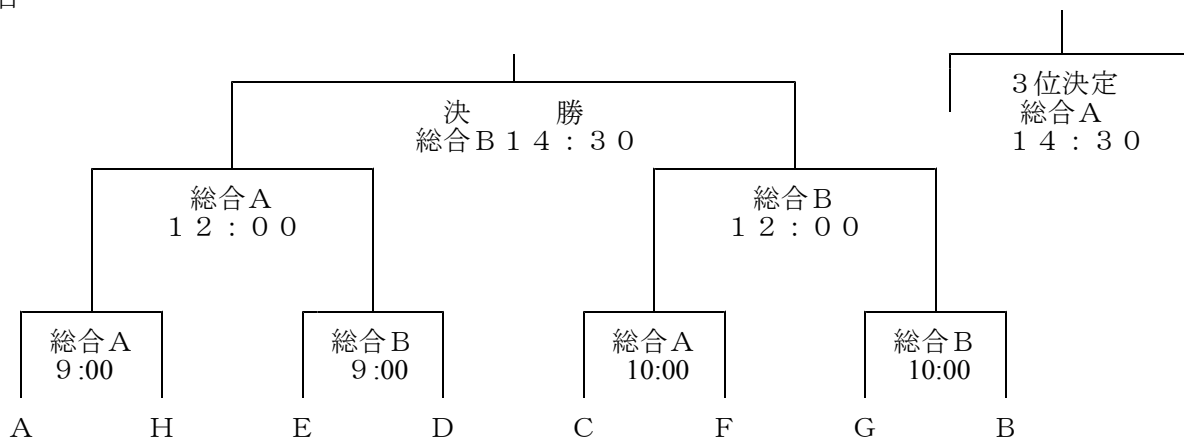 ３位決定
総合Ａ
１４：３０
決　　　勝
総合Ｂ１４：３０
総合Ａ
１２：００
総合Ｂ
１２：００
総合Ａ
９:00
総合Ｂ
９:00
総合Ａ
10:00
総合Ｂ
10:00
Ａ Ｈ Ｅ Ｄ Ｃ Ｆ Ｇ Ｂ